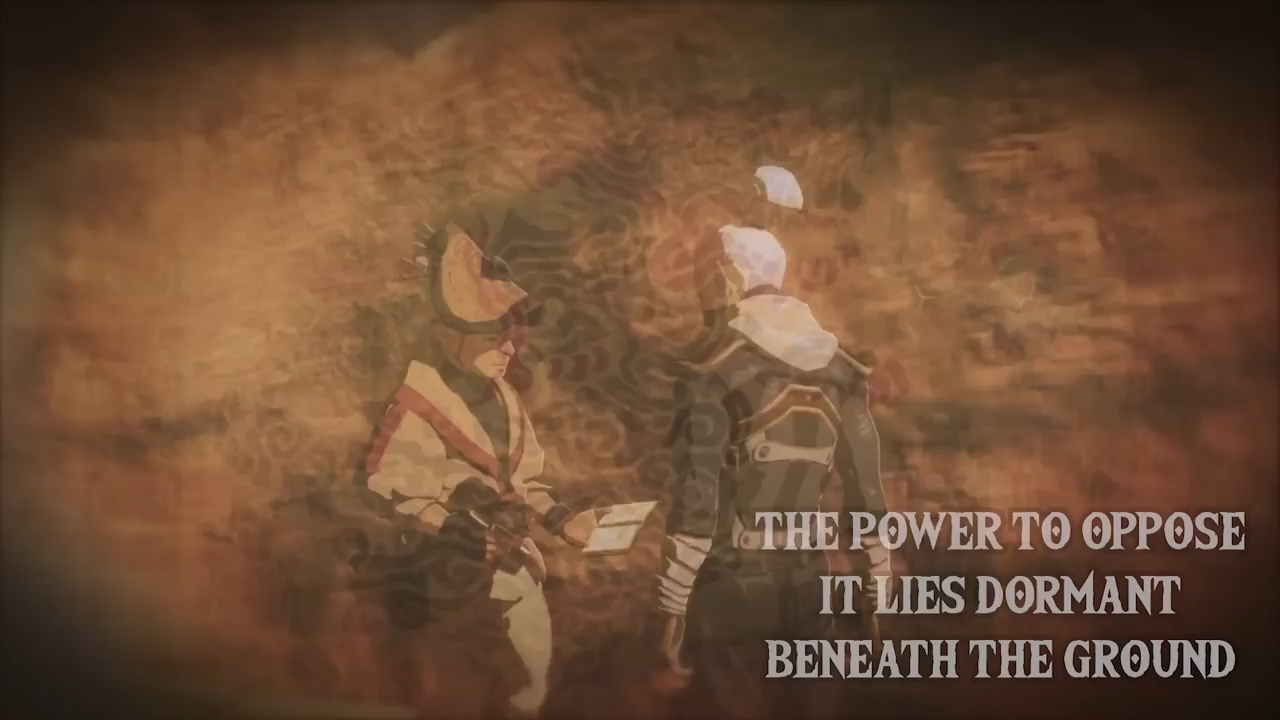 THE POWER TO OPPOSE
IT LIES DORMANT
BENEATH THE GROUND